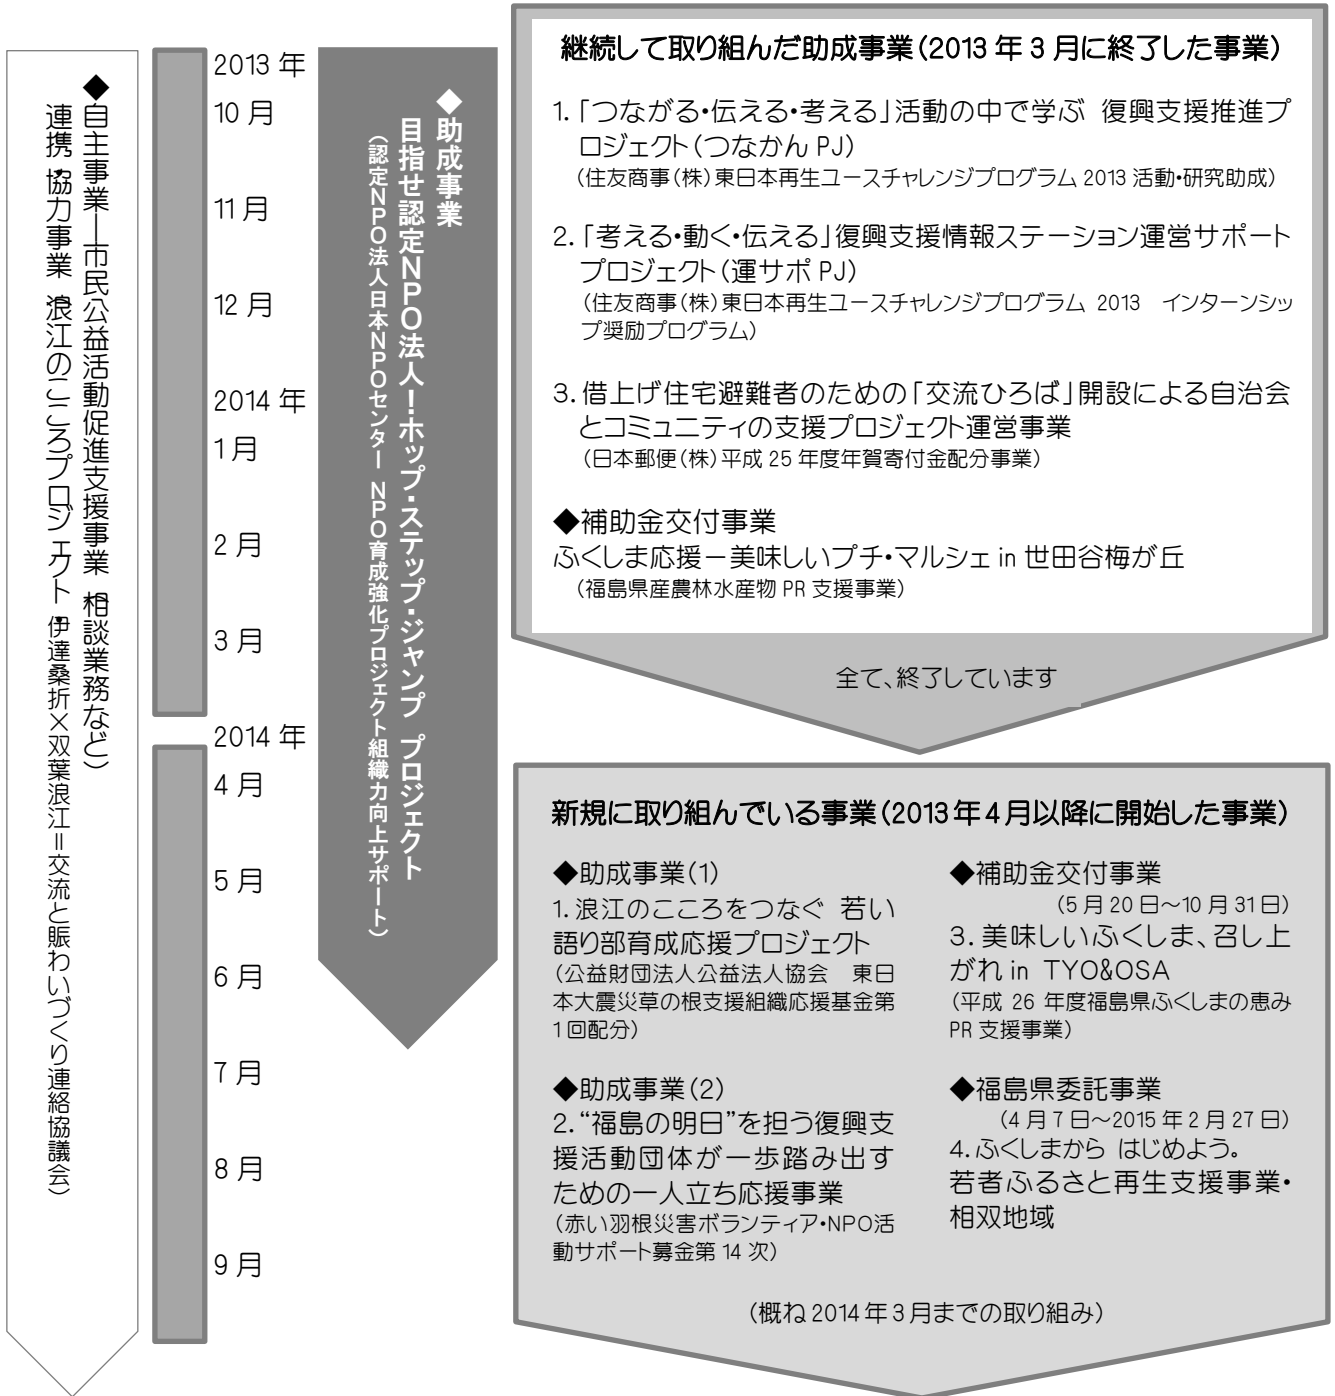 ◆自主事業―市民公益活動促進支援事業(相談業務など)
連携・協力事業(浪江のこころプロジェクト・伊達桑折×双葉浪江＝交流と賑わいづくり連絡協議会)
2013 年
10 月
11 月
12 月
2014 年
1 月
2 月
3 月
2014 年
4 月
5 月
6 月
7 月
8 月
9 月
◆助成事業
目指せ認定NPO法人！ホップ・ステップ・ジャンプ プロジェクト
(認定NPO法人日本NPOセンター NPO育成強化プロジェクト組織力向上サポート)
継続して取り組んだ助成事業(2013 年 3 月に終了した事業)
1.「つながる・伝える・考える」活動の中で学ぶ 復興支援推進プ
ロジェクト(つなかん PJ)
(住友商事(株)東日本再生ユースチャレンジプログラム 2013 活動・研究助成)
2.「考える・動く・伝える」復興支援情報ステーション運営サポート
プロジェクト(運サポ PJ)
(住友商事(株)東日本再生ユースチャレンジプログラム 2013 インターンシッ
プ奨励プログラム)
3.借上げ住宅避難者のための「交流ひろば」開設による自治会
とコミュニティの支援プロジェクト運営事業
(日本郵便(株)平成 25 年度年賀寄付金配分事業)
◆補助金交付事業
ふくしま応援－美味しいプチ・マルシェ in 世田谷梅が丘
(福島県産農林水産物 PR 支援事業)
全て、終了しています
新規に取り組んでいる事業(2013年4月以降に開始した事業)
◆助成事業(1)
1.浪江のこころをつなぐ 若い
語り部育成応援プロジェクト
(公益財団法人公益法人協会 東日
本大震災草の根支援組織応援基金第
1回配分)
◆助成事業(2)
2.“福島の明日”を担う復興支
援活動団体が一歩踏み出す
ための一人立ち応援事業
(赤い羽根災害ボランティア・NPO活
動サポート募金第 14 次)
◆補助金交付事業
(5 月 20 日～10 月 31 日)
3.美味しいふくしま、召し上
がれ in TYO&OSA
(平成 26 年度福島県ふくしまの恵み
PR 支援事業)
◆福島県委託事業
(4 月 7 日～2015 年 2 月 27 日)
4.ふくしまから はじめよう。
若者ふるさと再生支援事業・
相双地域
(概ね 2014 年 3 月までの取り組み)